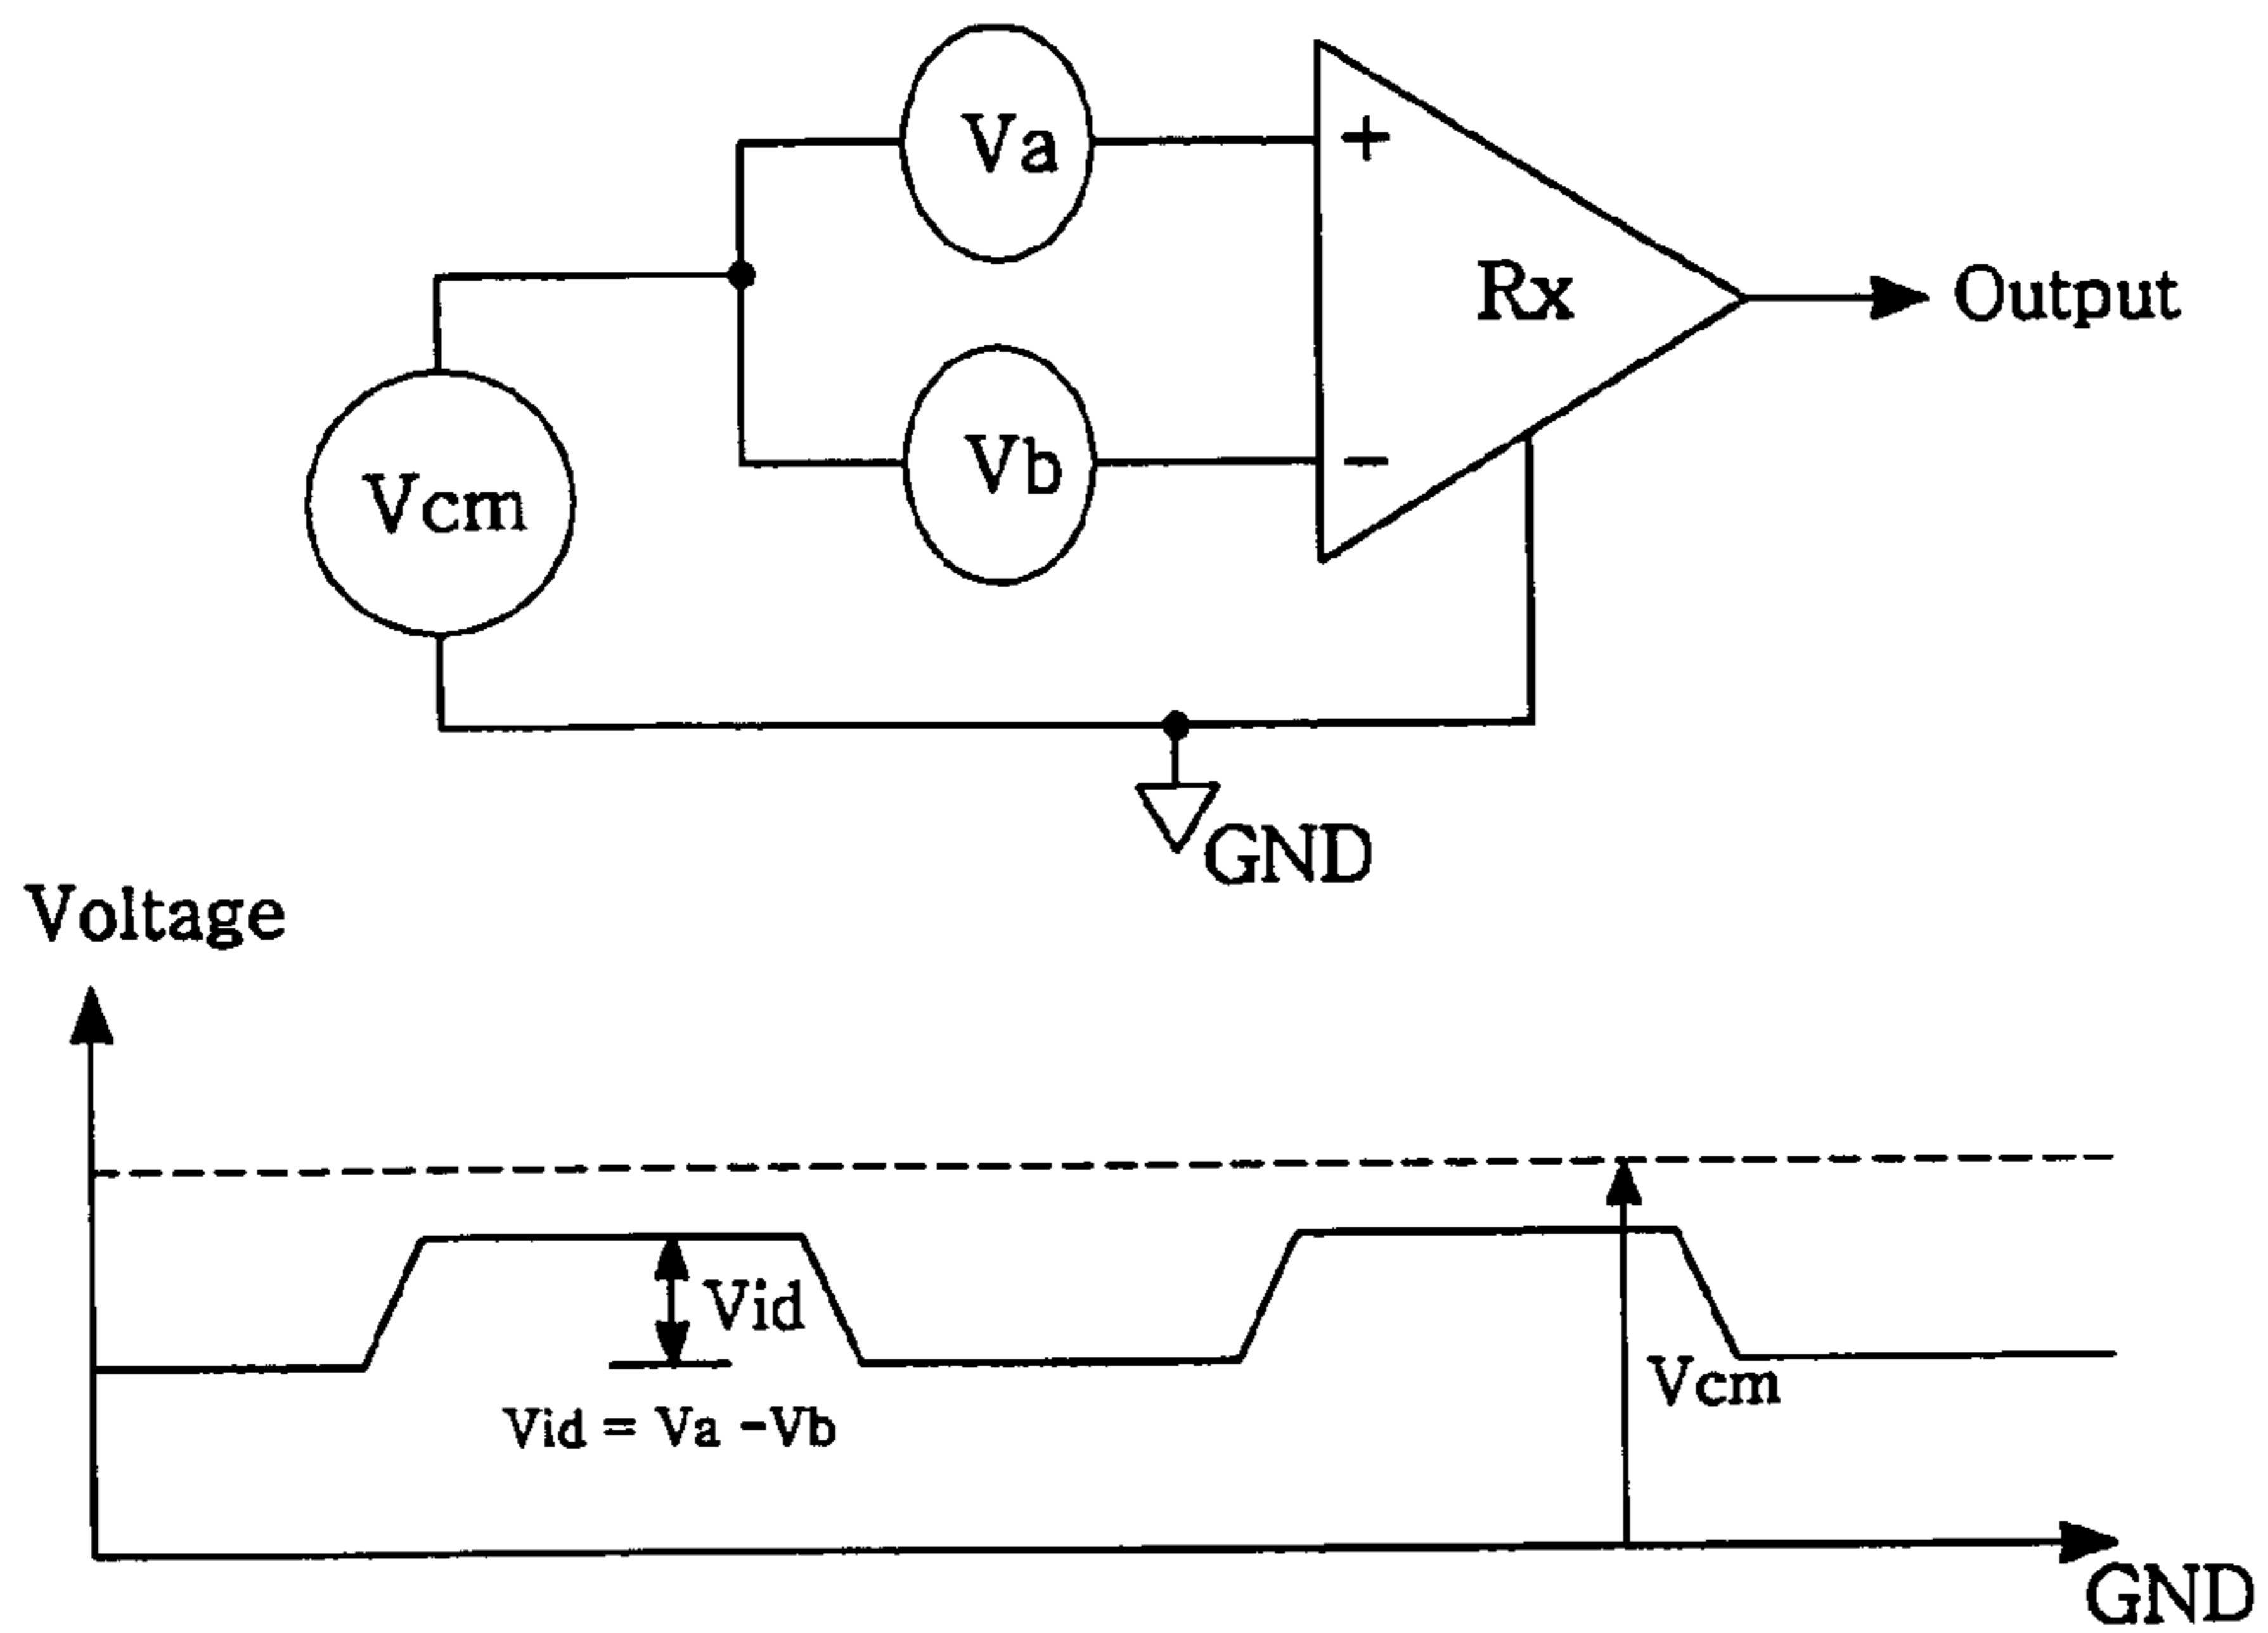 Va
+
Rx
Output
Vcm
Vb
-
GND
Voltage
Vid
Vid = Va -Vb
Vcm
GND